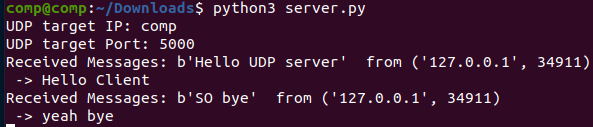 comp@comp:~/Downloads$ python3 server.py
UDP target IP: comp
UDP target Port: 5000
Received Messages: b'Hello UDP server'  from ('127.0.0.1', 34911)
 -> Hello Client
Received Messages: b'SO bye'  from ('127.0.0.1', 34911)
 -> yeah bye